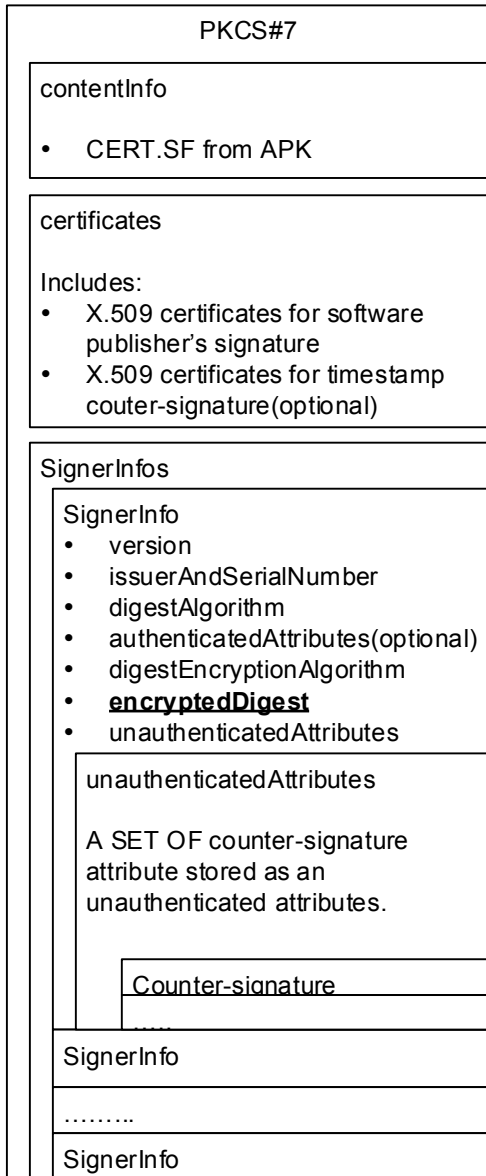 PKCS#7
contentInfo
• CERT.SF from APK
certificates
Includes:
• X.509 certificates for software
publisher's signature
• X.509 certificates for timestamp
couter-signature(optional)
SignerInfos
SignerInfo
• version
• issuerAndSerialNumber
• digestAlgorithm
• authenticatedAttributes(optional)
• digestEncryptionAlgorithm
• encryptedDigest
• unauthenticatedAttributes
unauthenticatedAttributes
A SET OF counter-signature
attribute stored as an
unauthenticated attributes.
Counter-signature
.....
SignerInfo
………..
SignerInfo